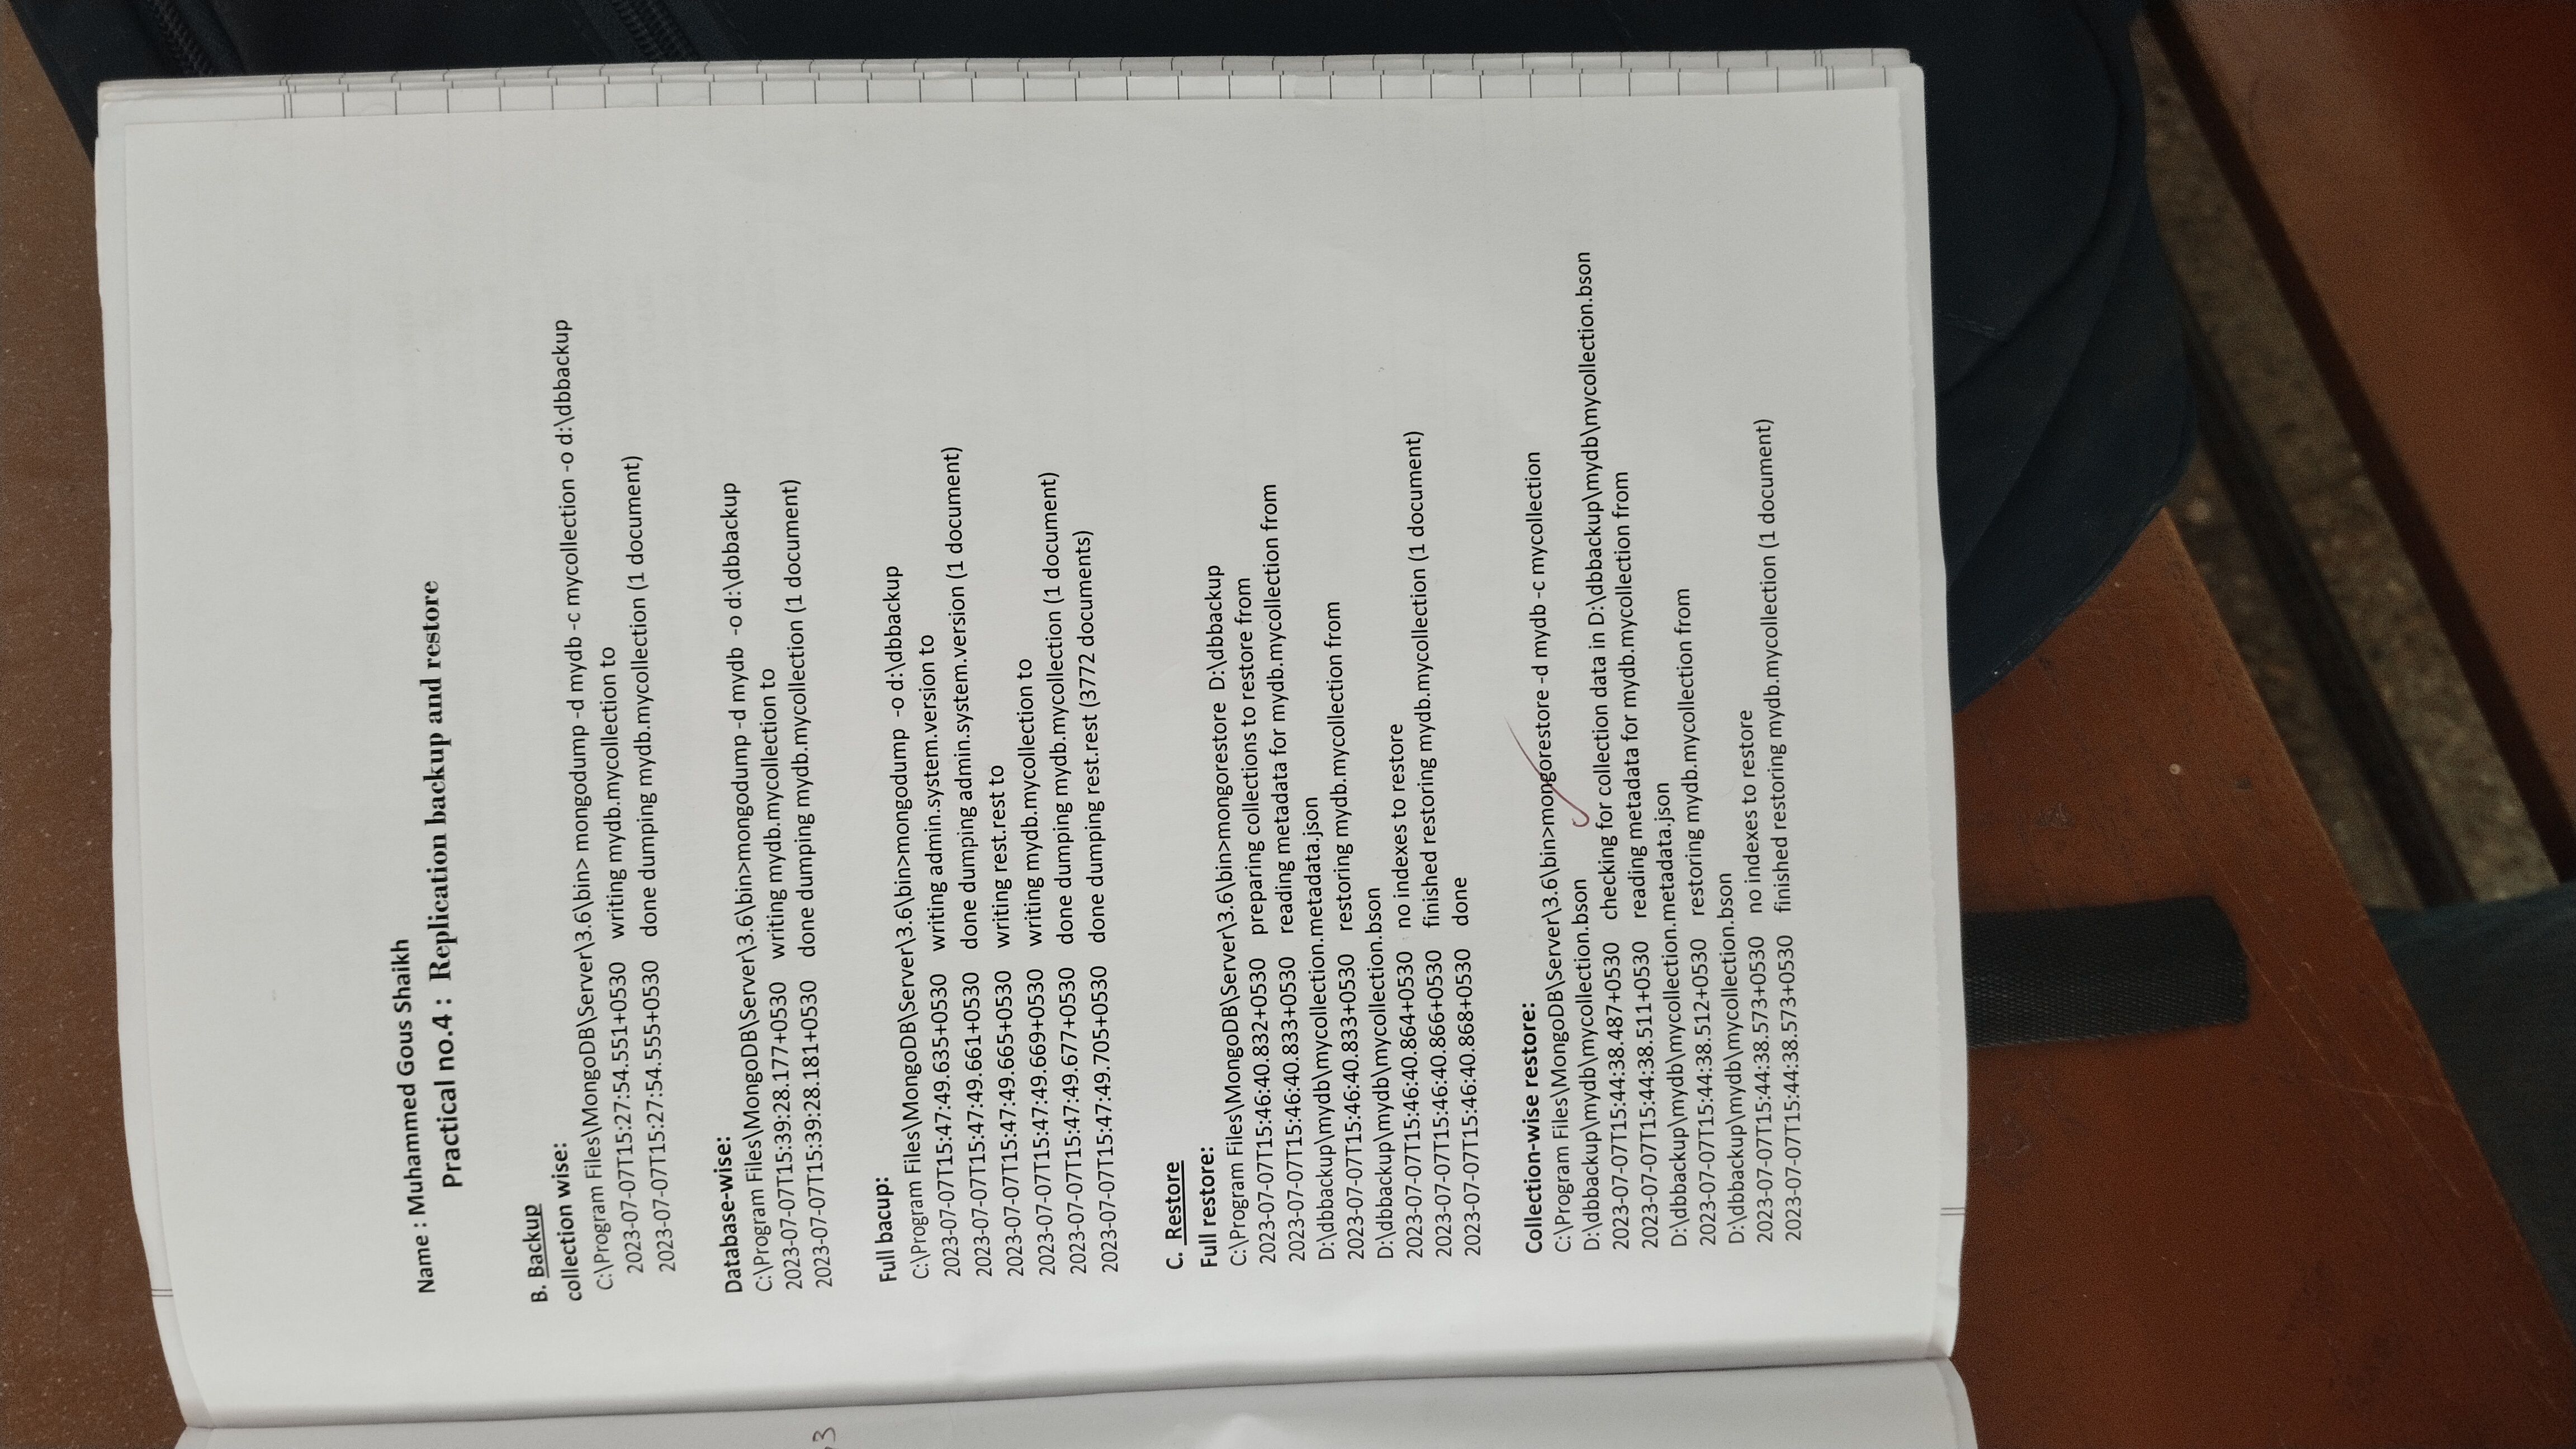 Name : Muhammed Gous Shaikh
Practical no.4 : Replication backup and restore
B. Backup
collection wise:
C:\Program Files\MongoDB\Server\3.6\bin> mongodump -d mydb -c mycollection -o d:\dbbackup
2023-07-07T15:27:54.551+0530 writing mydb.mycollection to
2023-07-07T15:27:54.555+0530 done dumping mydb.mycollection (1 document)
Database-wise:
C:\Program Files\MongoDB\Server\3.6\bin>mongodump -d mydb -o d:\dbbackup
2023-07-07T15:39:28.177+0530 writing mydb.mycollection to
2023-07-07T15:39:28.181+0530 done dumping mydb.mycollection (1 document)
Full bacup:
C:\Program Files\MongoDB\Server\3.6\bin>mongodump -o d:\dbbackup
2023-07-07T15:47:49.635+0530 writing admin.system.version to
2023-07-07T15:47:49.661+0530 done dumping admin.system.version (1 document)
2023-07-07T15:47:49.665+0530 writing rest.rest to
2023-07-07T15:47:49.669+0530 writing mydb.mycollection to
2023-07-07T15:47:49.677+0530 done dumping mydb.mycollection (1 document)
2023-07-07T15:47:49.705+0530 done dumping rest.rest (3772 documents)
C. Restore
Full restore:
C:\Program Files\MongoDB\Server\3.6\bin>mongorestore D:\dbbackup
2023-07-07T15:46:40.832+0530 preparing collections to restore from
2023-07-07T15:46:40.833+0530 reading metadata for mydb.mycollection from
D:\dbbackup\mydb\mycollection.metadata.json
2023-07-07T15:46:40.833+0530 restoring mydb.mycollection from
D:\dbbackup\mydb\mycollection.bson
2023-07-07T15:46:40.864+0530 no indexes to restore
2023-07-07T15:46:40.866+0530 finished restoring mydb.mycollection (1 document)
2023-07-07T15:46:40.868+0530 done
Collection-wise restore:
C:\Program Files\MongoDB\Server\3.6\bin>mongorestore -d mydb -c mycollection
D:\dbbackup\mydb\mycollection.bson
2023-07-07T15:44:38.487+0530 checking for collection data in D:\dbbackup\mydb\mycollection.bson
2023-07-07T15:44:38.511+0530 reading metadata for mydb.mycollection from
D:\dbbackup\mydb\mycollection.metadata.json
2023-07-07T15:44:38.512+0530 restoring mydb.mycollection from
D:\dbbackup\mydb\mycollection.bson
2023-07-07T15:44:38.573+0530 no indexes to restore
2023-07-07T15:44:38.573+0530 finished restoring mydb.mycollection (1 document)